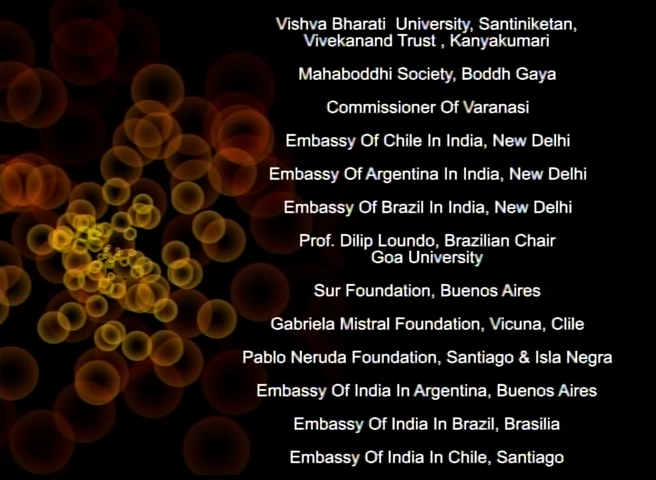 Vishva Bharati  University, Santiniketan,
Vivekanand Trust , Kanyakumari
Mahaboddhi Society, Boddh Gaya
Commissioner Of Varanasi
Embassy Of Chile In India, New Delhi
Embassy Of Argentina In India, New Delhi
Embassy Of Brazil In India, New Delhi
Prof. Dilip Loundo, Brazilian Chair
Goa University
Sur Foundation, Buenos Aires
Gabriela Mistral Foundation, Vicuna, Clile
Pablo Neruda Foundation, Santiago & Isla Negra
Embassy Of India In Argentina, Buenos Aires
Embassy Of India In Brazil, Brasilia
Embassy Of India In Chile, Santiago